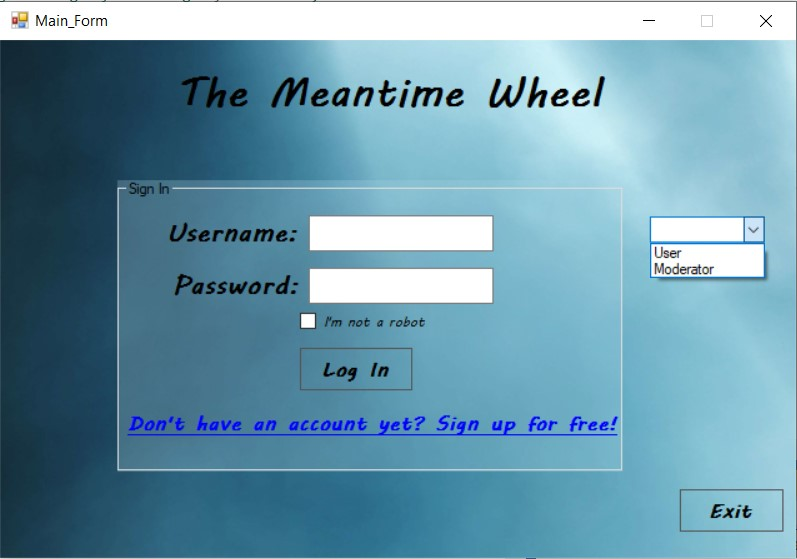 Main_Form
The Meantime Wheel
Sign In
Username:
User
Moderator
Password:
I'm not a robot
Log In
Don't have an account yet? Sign up for free!
Exit